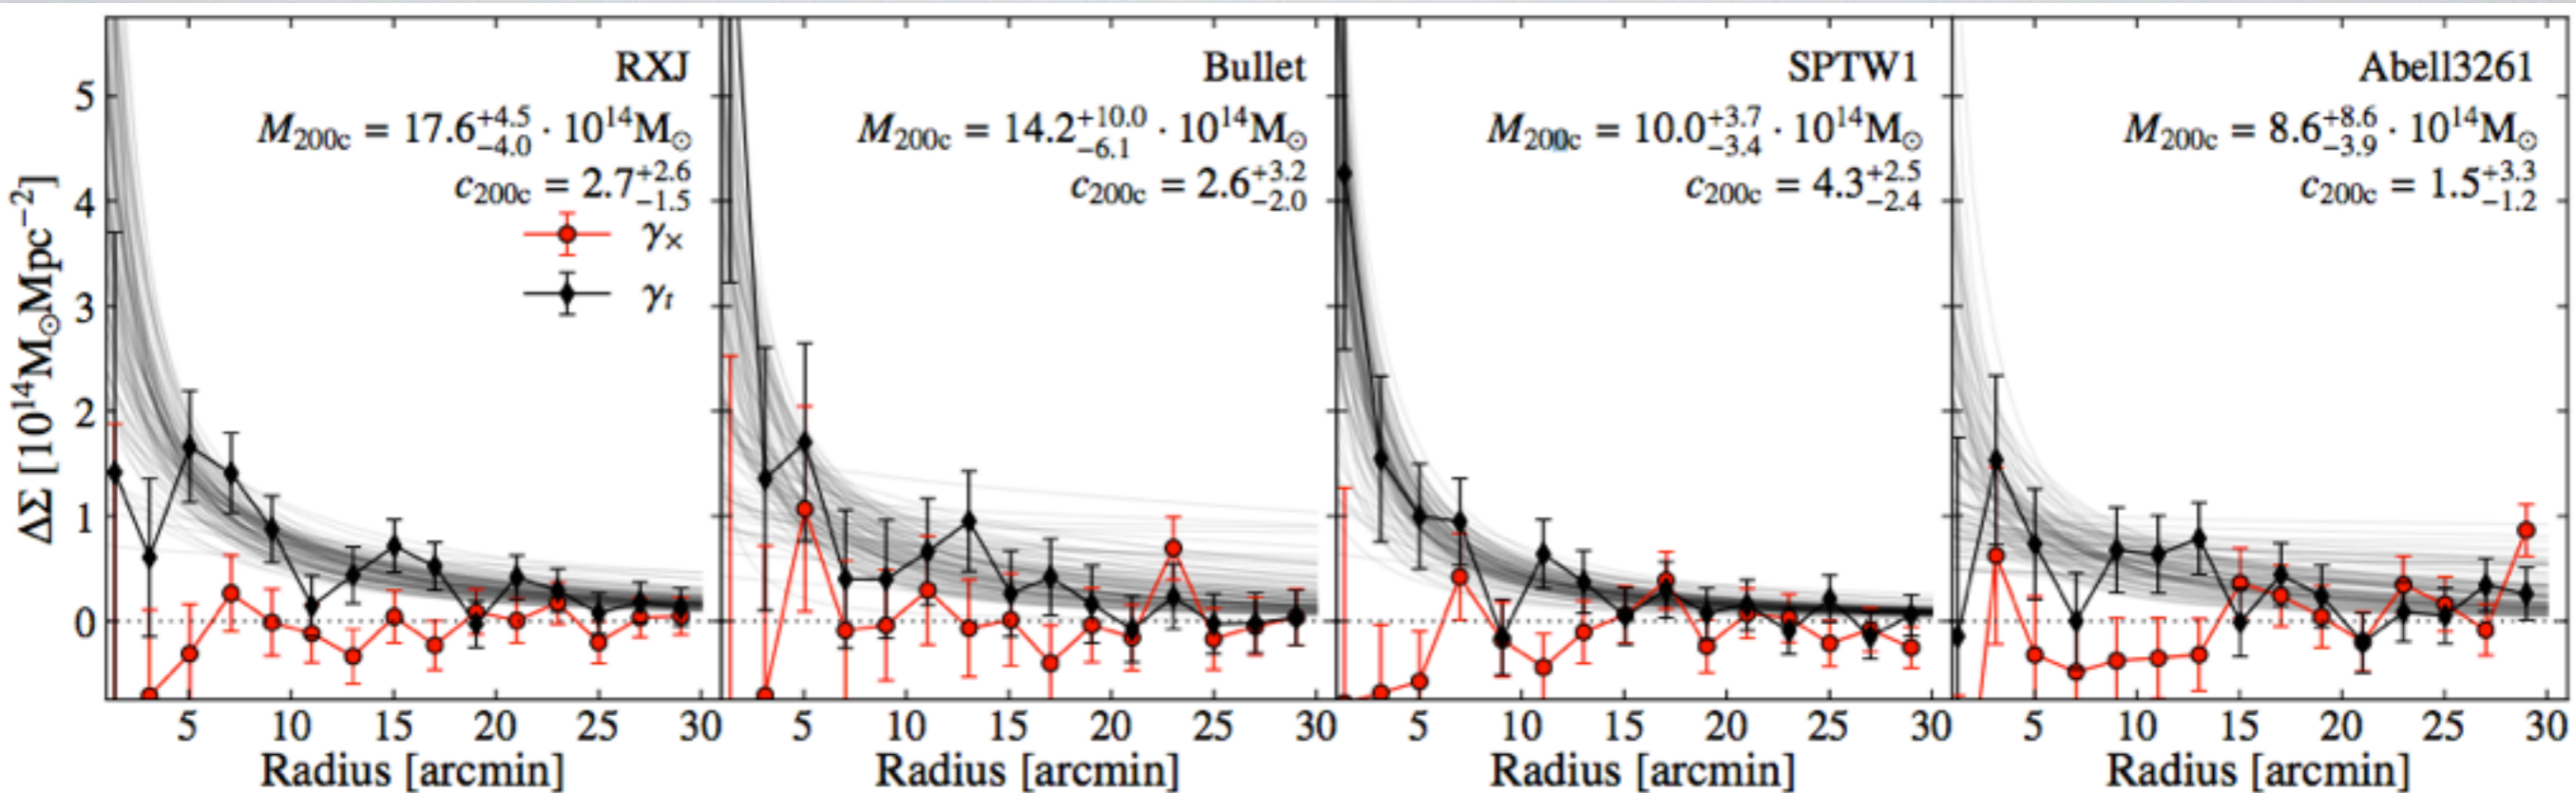 RXJ
M200c = 17.6 +4.5 −4.0 · 10^14 M⊙
c200c = 2.7 +2.6 −1.5
γ×
γt
Bullet
M200c = 14.2 +10.0 −6.1 · 10^14 M⊙
c200c = 2.6 +3.2 −2.0
SPTW1
M200c = 10.0 +3.7 −3.4 · 10^14 M⊙
c200c = 4.3 +2.5 −2.4
Abell3261
M200c = 8.6 +8.6 −3.9 · 10^14 M⊙
c200c = 1.5 +3.3 −1.2
ΔΣ [10^14 M⊙Mpc^−2]
5
4
3
2
1
0
5 10 15 20 25 30
5 10 15 20 25 30
5 10 15 20 25 30
5 10 15 20 25 30
Radius [arcmin]
Radius [arcmin]
Radius [arcmin]
Radius [arcmin]